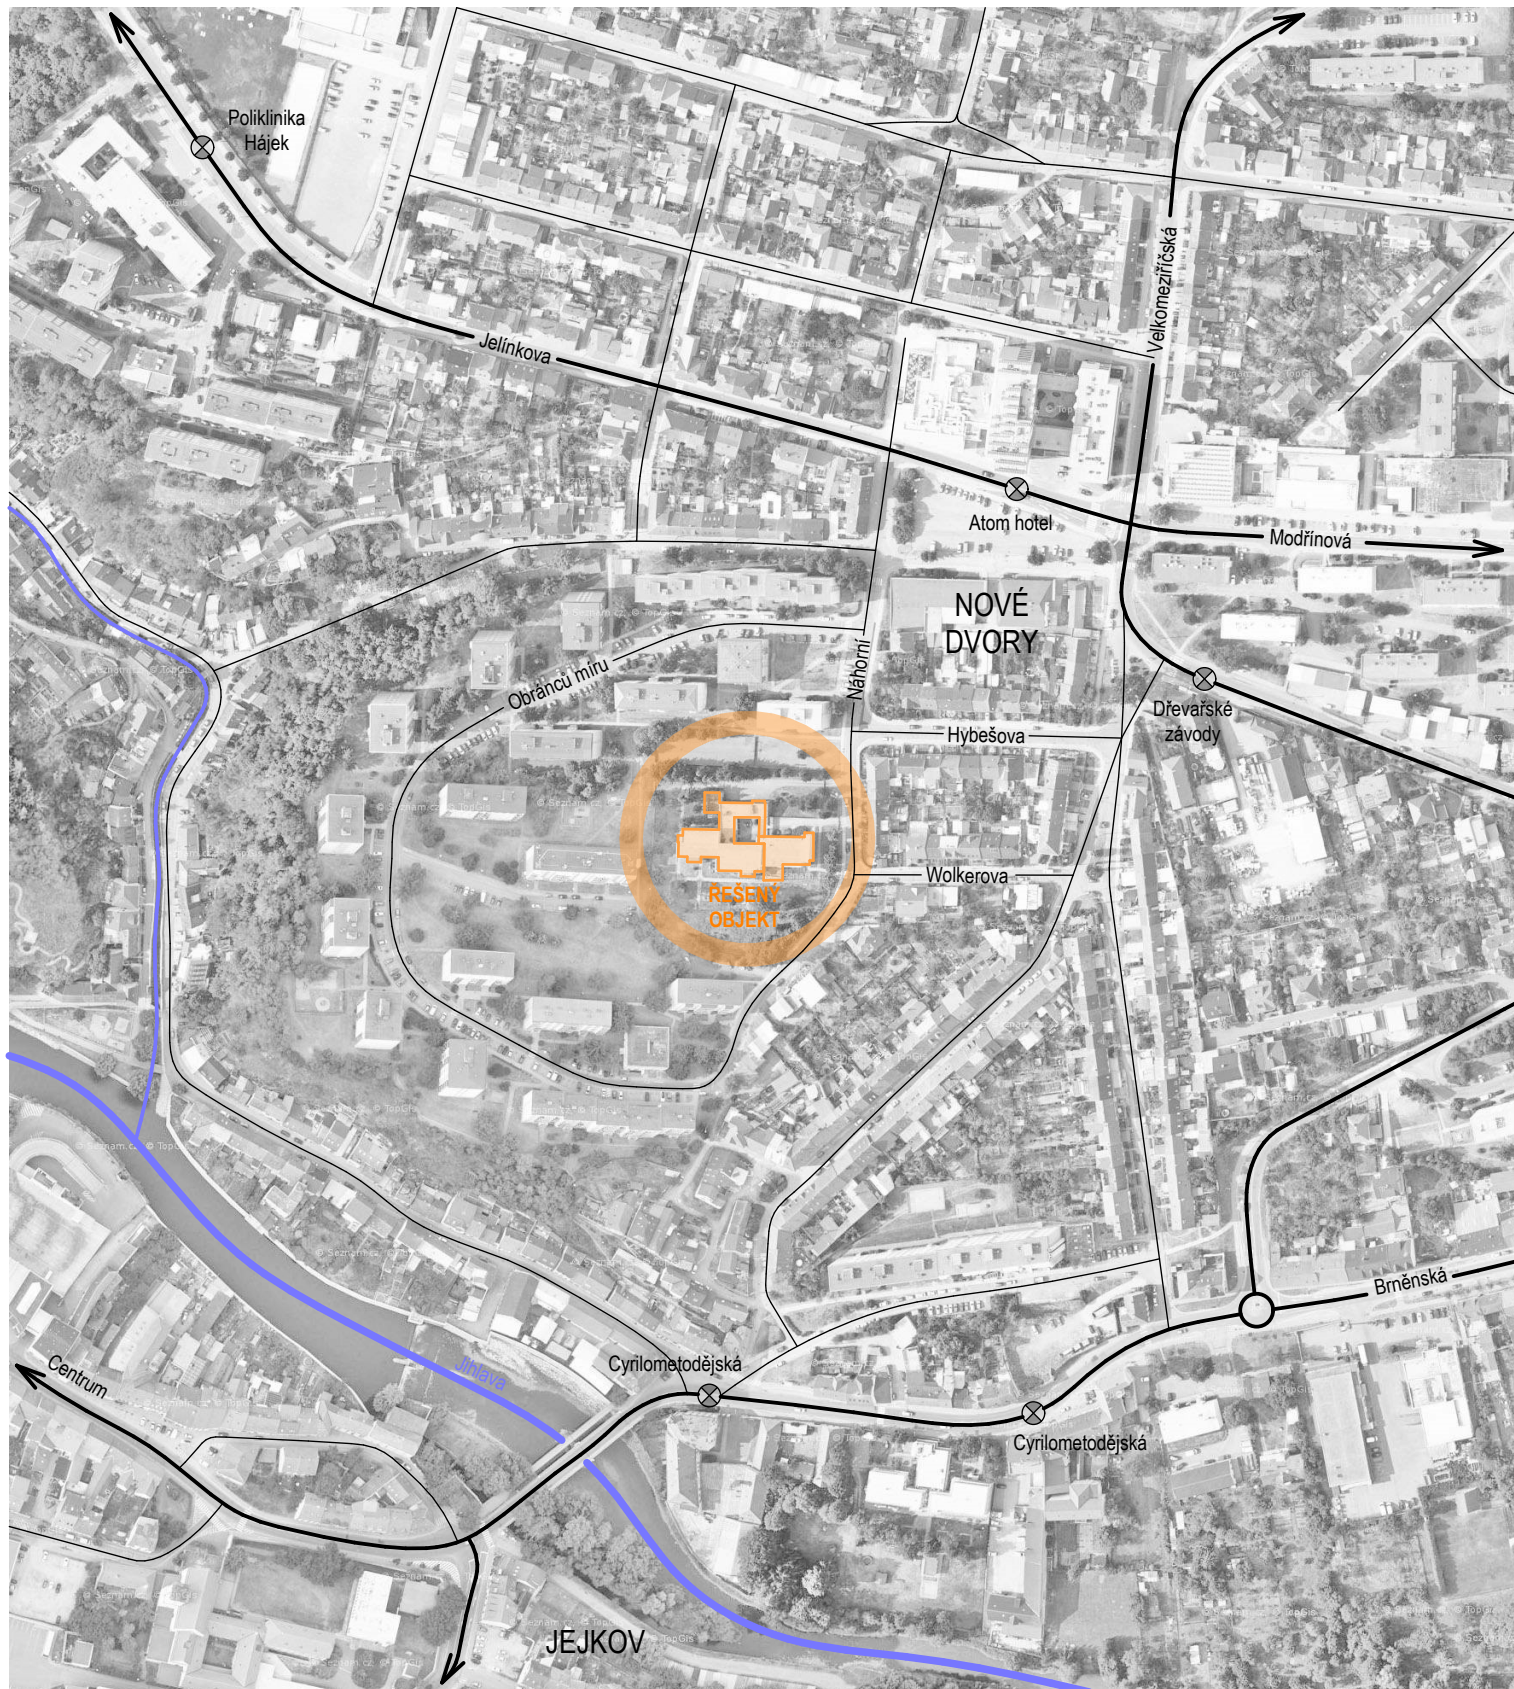 Poliklinika
Hájek
Velkomeziříčská
Jelínkova
Atom hotel
Modřínová
NOVÉ
DVORY
Náhorní
Obráncu míru
Dřevařské
závody
Hybešova
Wolkerova
ŘEŠENÝ
OBJEKT
Brněnská
Centrum
Jihlava
Cyrilometodějská
Cyrilometodějská
JEJKOV